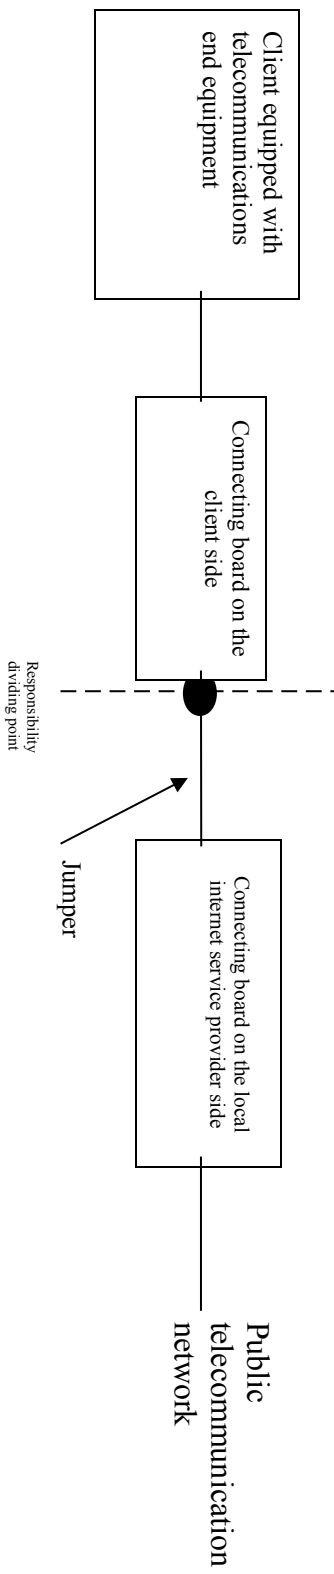 Client equipped with
telecommunications
end equipment
Connecting board on the
client side
Responsibility
dividing point
Jumper
Connecting board on the local
internet service provider side
Public
telecommunication
network